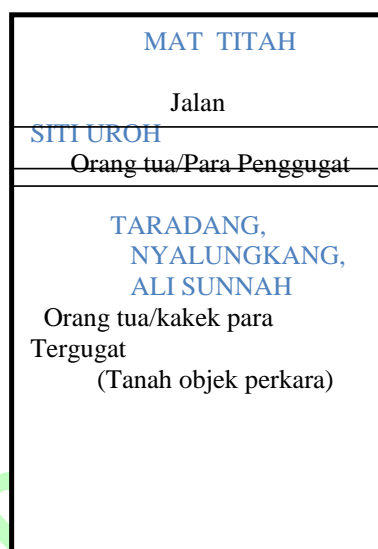 MAT TITAH
Jalan
SITI UROH
Orang tua/Para Penggugat
TARADANG,
NYALUNGKANG,
ALI SUNNAH
Orang tua/kakek para
Tergugat
(Tanah objek perkara)